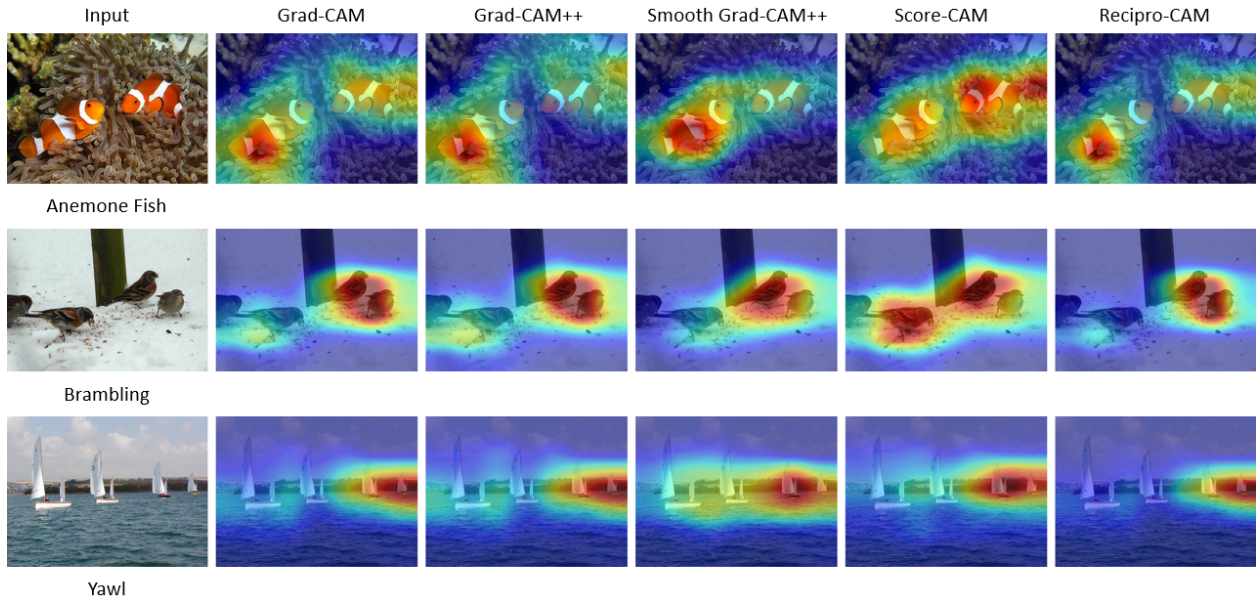 Input Grad-CAM Grad-CAM++ Smooth Grad-CAM++ Score-CAM Recipro-CAM
Anemone Fish
Brambling
Yawl